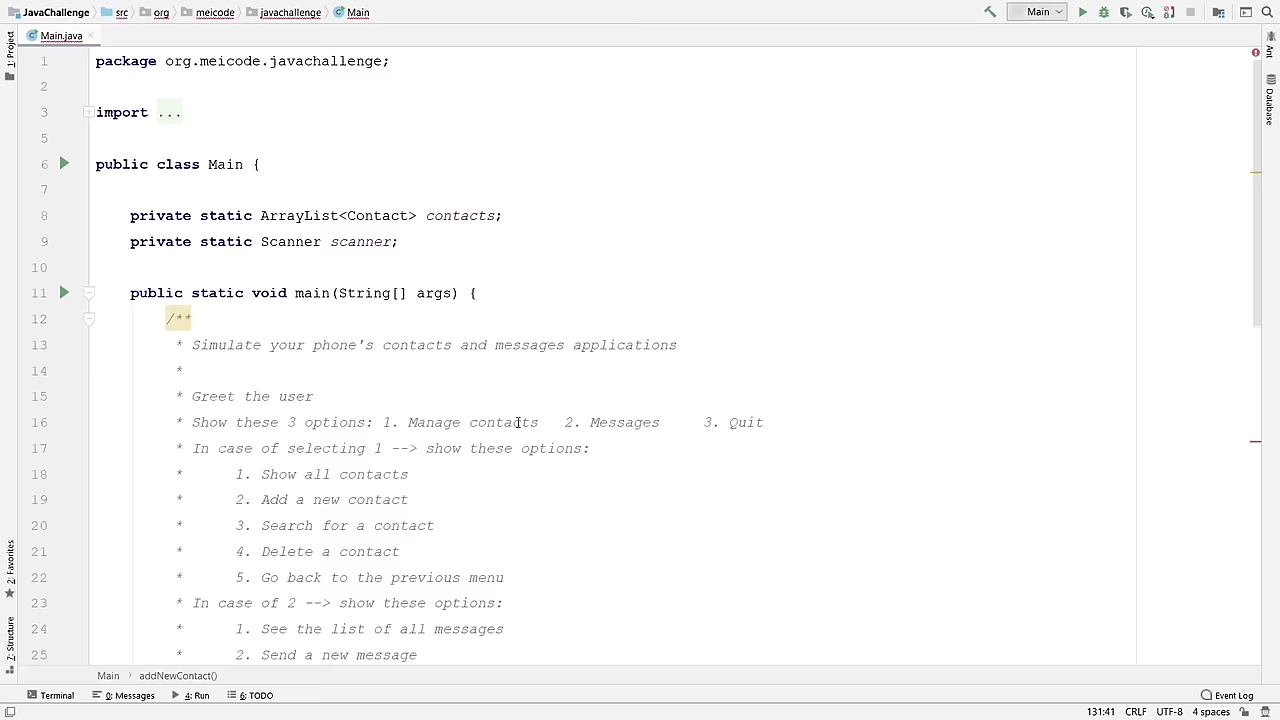 JavaChallenge src org meicode javachallenge Main Main
Main.java
1: Project
Ant
Database
2: Favorites
7: Structure
1 package org.meicode.javachallenge;
2
3 import ...
5
6 public class Main {
7
8 private static ArrayList<Contact> contacts;
9 private static Scanner scanner;
10
11 public static void main(String[] args) {
12 /**
13 * Simulate your phone's contacts and messages applications
14 *
15 * Greet the user
16 * Show these 3 options: 1. Manage contacts 2. Messages 3. Quit
17 * In case of selecting 1 --> show these options:
18 * 1. Show all contacts
19 * 2. Add a new contact
20 * 3. Search for a contact
21 * 4. Delete a contact
22 * 5. Go back to the previous menu
23 * In case of 2 --> show these options:
24 * 1. See the list of all messages
25 * 2. Send a new message
Main › addNewContact()
Terminal 0: Messages 4: Run 6: TODO Event Log
131:41 CRLF UTF-8 4 spaces